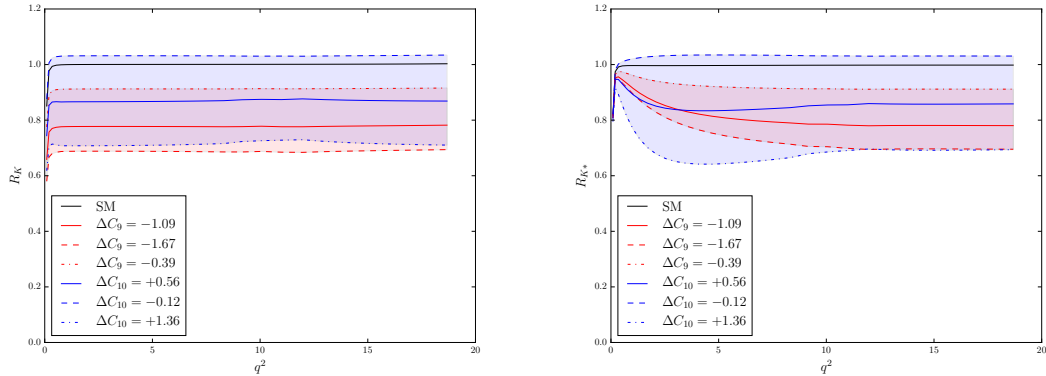 1.2
1.0
0.8
0.6
0.4
0.2
0.0
R_K
SM
ΔC_9 = −1.09
ΔC_9 = −1.67
ΔC_9 = −0.39
ΔC_10 = +0.56
ΔC_10 = −0.12
ΔC_10 = +1.36
0 5 10 15 20
q^2
1.2
1.0
0.8
0.6
0.4
0.2
0.0
R_{K*}
SM
ΔC_9 = −1.09
ΔC_9 = −1.67
ΔC_9 = −0.39
ΔC_10 = +0.56
ΔC_10 = −0.12
ΔC_10 = +1.36
0 5 10 15 20
q^2